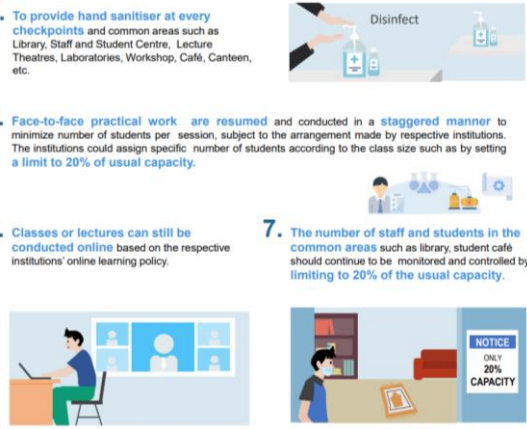 . To provide hand sanitiser at every
checkpoints and common areas such as
Library, Staff and Student Centre, Lecture
Theatres, Laboratories, Workshop, Café, Canteen,
etc.
Disinfect
. Face-to-face practical work are resumed and conducted in a staggered manner to
minimize number of students per session, subject to the arrangement made by respective institutions.
The institutions could assign specific number of students according to the class size such as by setting
a limit to 20% of usual capacity.
. Classes or lectures can still be
conducted online based on the respective
institutions' online learning policy.
7. The number of staff and students in the
common areas such as library, student café
should continue to be monitored and controlled by
limiting to 20% of the usual capacity.
NOTICE
ONLY
20%
CAPACITY